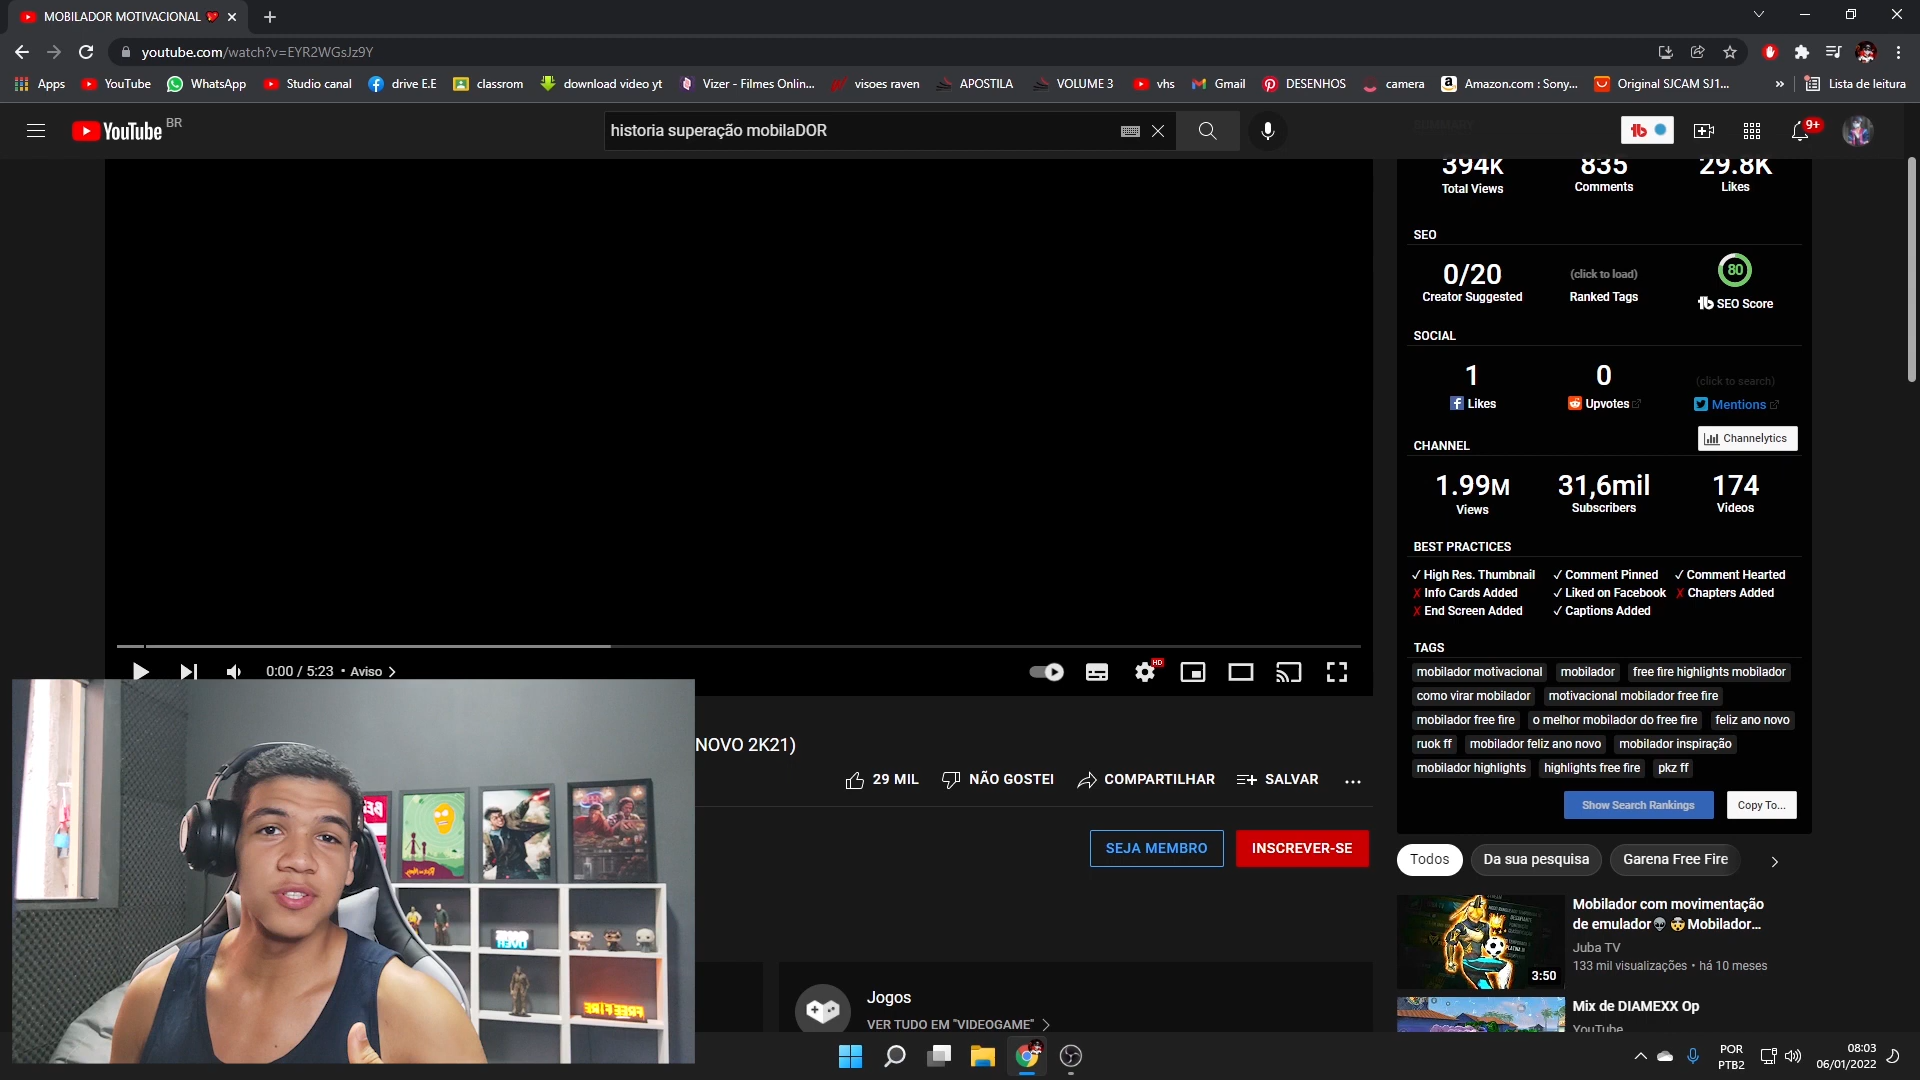 MOBILADOR MOTIVACIONAL
youtube.com/watch?v=EYR2WGsJz9Y
Apps
YouTube
WhatsApp
Studio canal
drive E.E
classrom
download video yt
Vizer - Filmes Onlin...
visoes raven
APOSTILA
VOLUME 3
vhs
Gmail
DESENHOS
camera
Amazon.com : Sony...
Original SJCAM SJ1...
»
Lista de leitura
YouTube BR
historia superação mobilaDOR
9+
SUMMARY
394K
835
29.8K
Total Views
Comments
Likes
SEO
0/20
(click to load)
80
Creator Suggested
Ranked Tags
SEO Score
SOCIAL
1
0
(click to search)
Likes
Upvotes
Mentions
Channelytics
CHANNEL
1.99M
31,6mil
174
Views
Subscribers
Videos
BEST PRACTICES
✓ High Res. Thumbnail
✓ Comment Pinned
✓ Comment Hearted
✗ Info Cards Added
✓ Liked on Facebook
✗ Chapters Added
✗ End Screen Added
✓ Captions Added
TAGS
mobilador motivacional
mobilador
free fire highlights mobilador
como virar mobilador
motivacional mobilador free fire
mobilador free fire
o melhor mobilador do free fire
feliz ano novo
ruok ff
mobilador feliz ano novo
mobilador inspiração
mobilador highlights
highlights free fire
pkz ff
Show Search Rankings
Copy To...
0:00 / 5:23 • Aviso
HD
NOVO 2K21)
29 MIL
NÃO GOSTEI
COMPARTILHAR
SALVAR
...
SEJA MEMBRO
INSCREVER-SE
Todos
Da sua pesquisa
Garena Free Fire
Mobilador com movimentação
de emulador Mobilador...
Juba TV
133 mil visualizações • há 10 meses
3:50
Mix de DIAMEXX Op
YouTube
Jogos
VER TUDO EM "VIDEOGAME"
GAME
OVER
FREE FIRE
POR
PTB2
08:03
06/01/2022